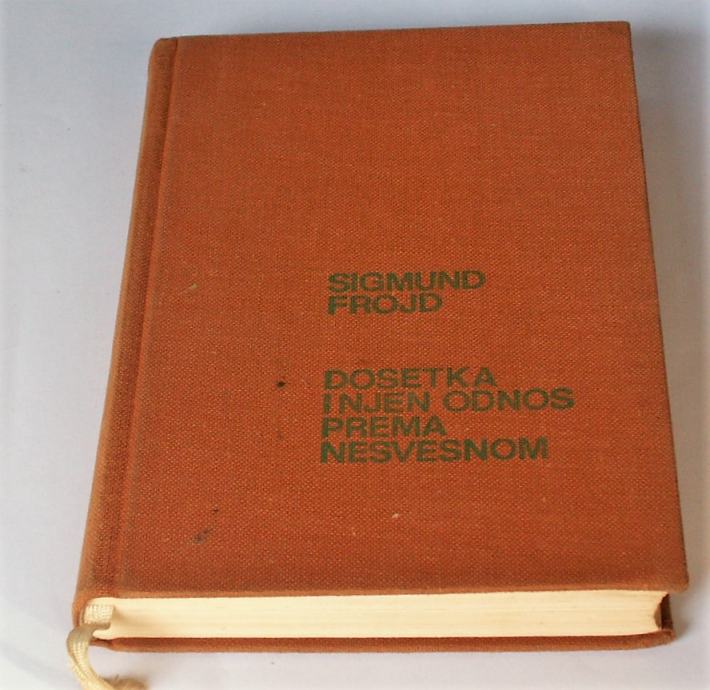 SIGMUND
FROJD
DOSETKA
I NJEN ODNOS
PREMA
NESVESNOM